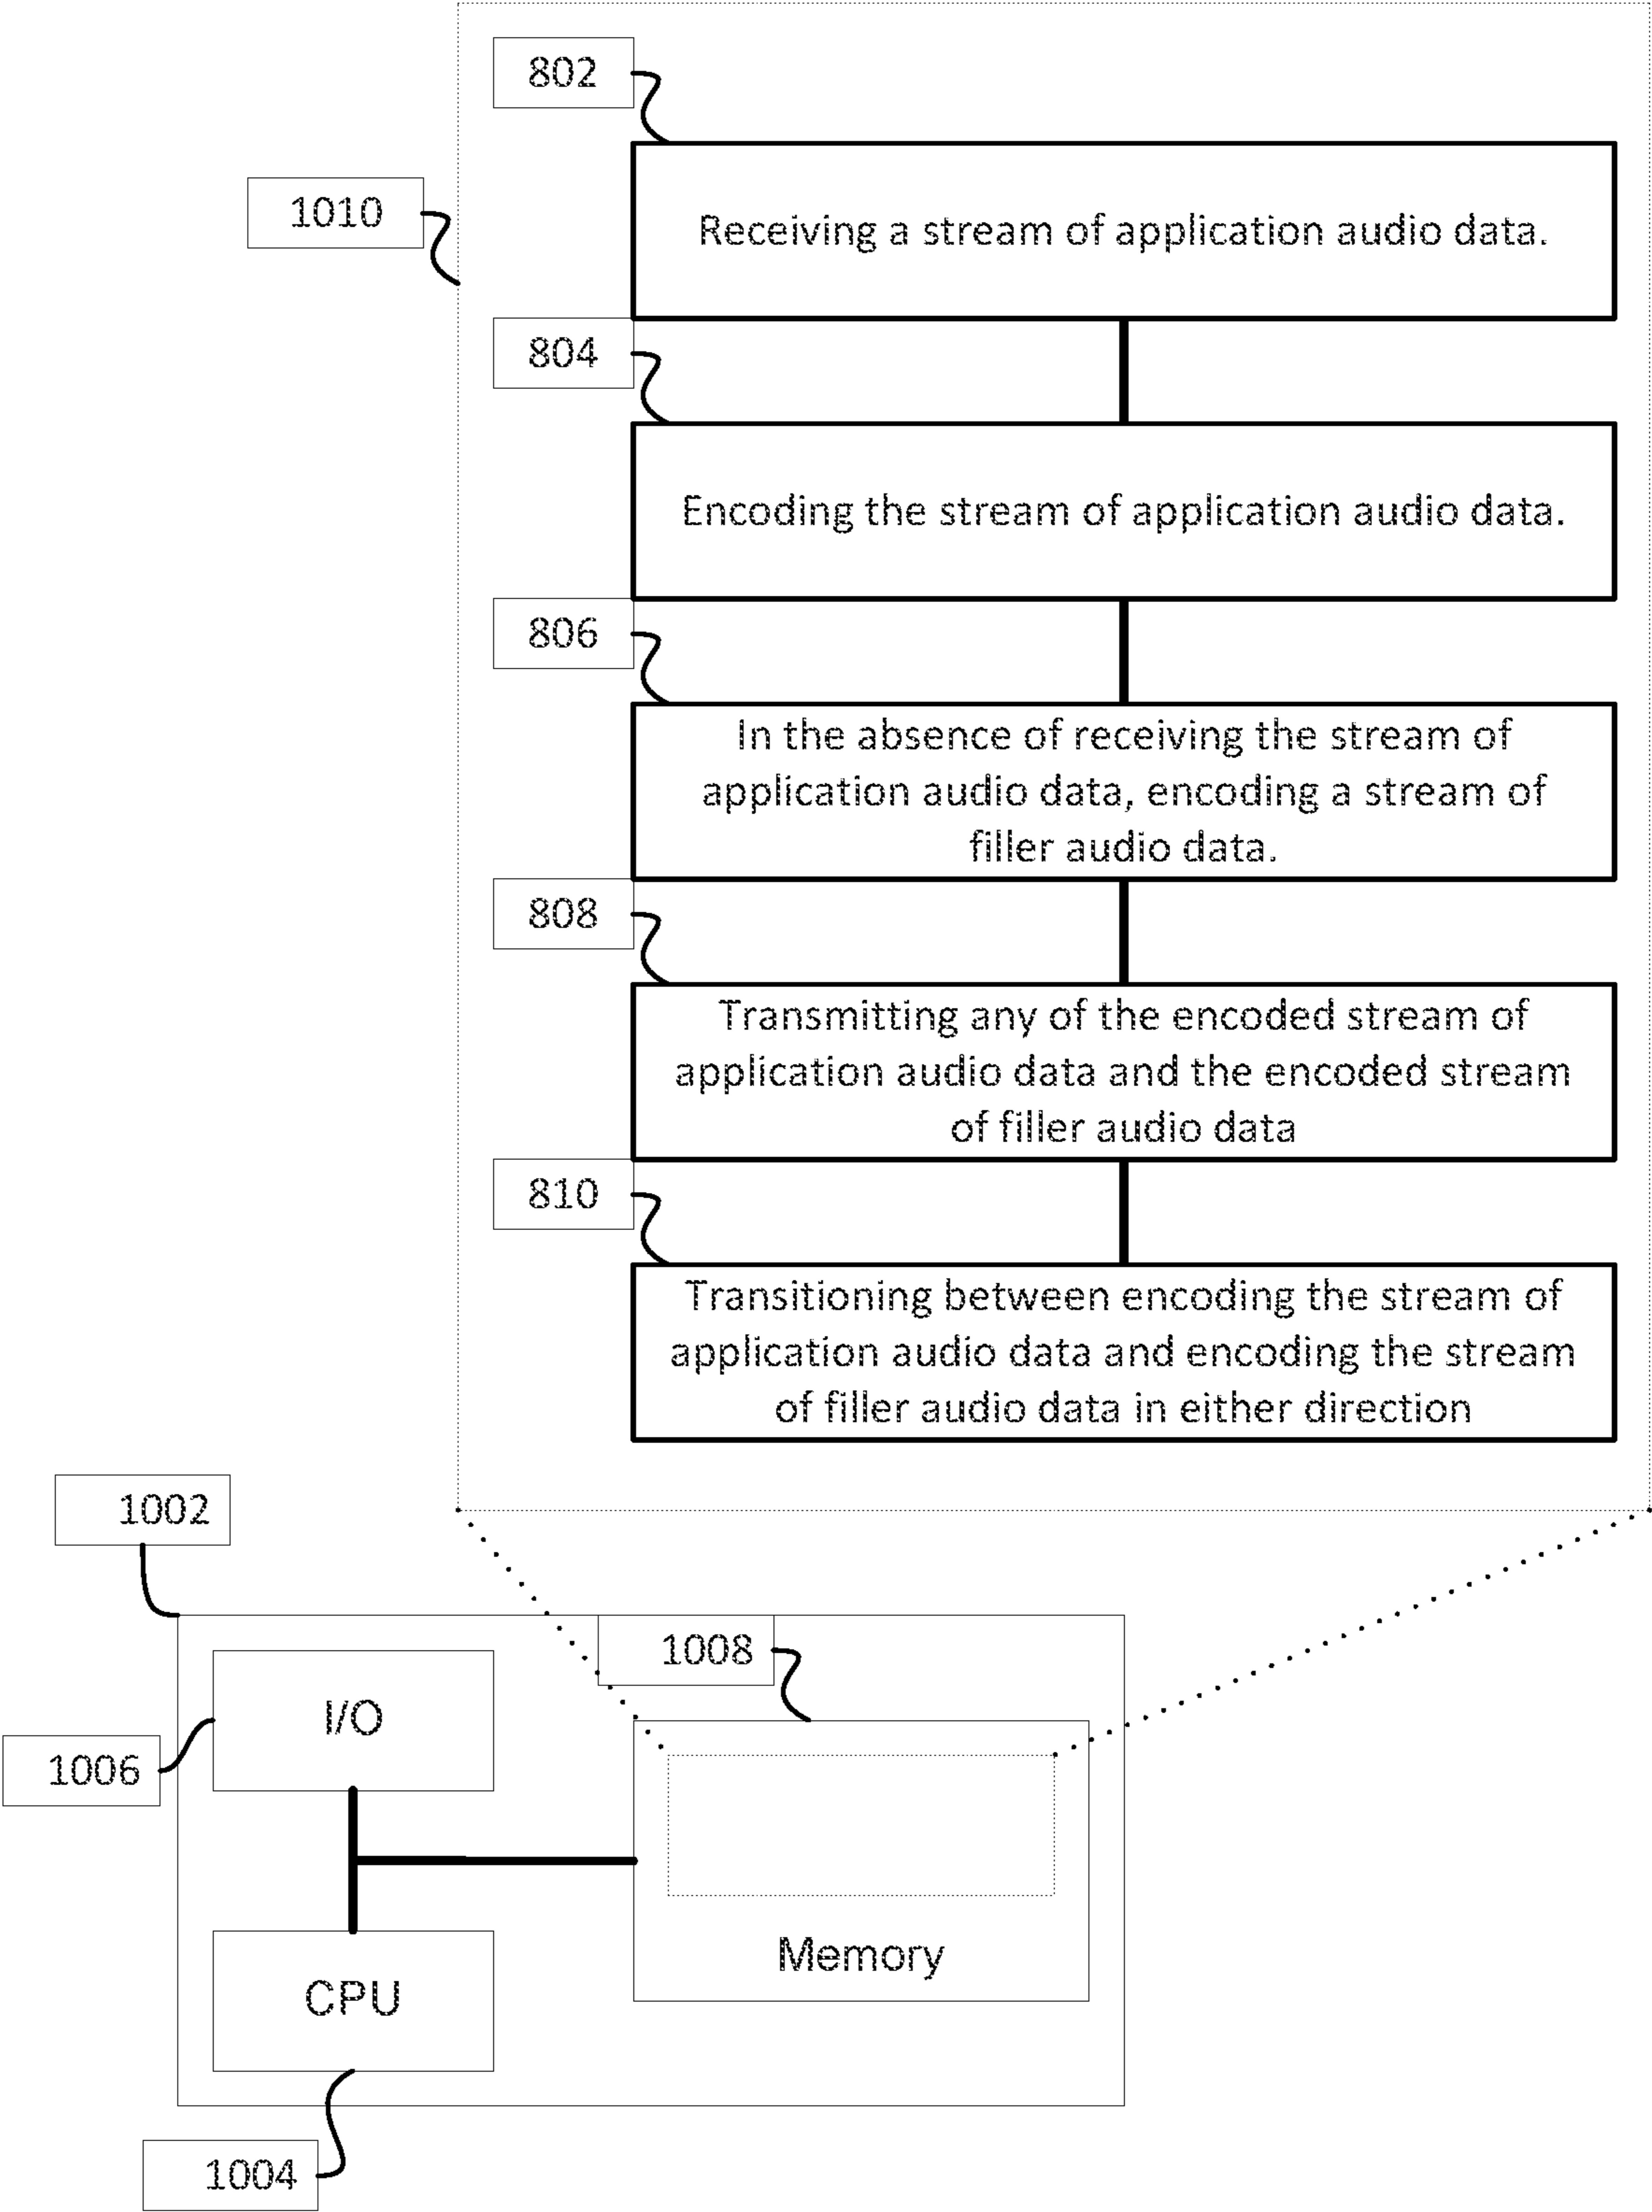 802
1010
Receiving a stream of application audio data.
804
Encoding the stream of application audio data.
806
In the absence of receiving the stream of
application audio data, encoding a stream of
filler audio data.
808
Transmitting any of the encoded stream of
application audio data and the encoded stream
of filler audio data
810
Transitioning between encoding the stream of
application audio data and encoding the stream
of filler audio data in either direction
1002
1008
I/O
1006
Memory
CPU
1004